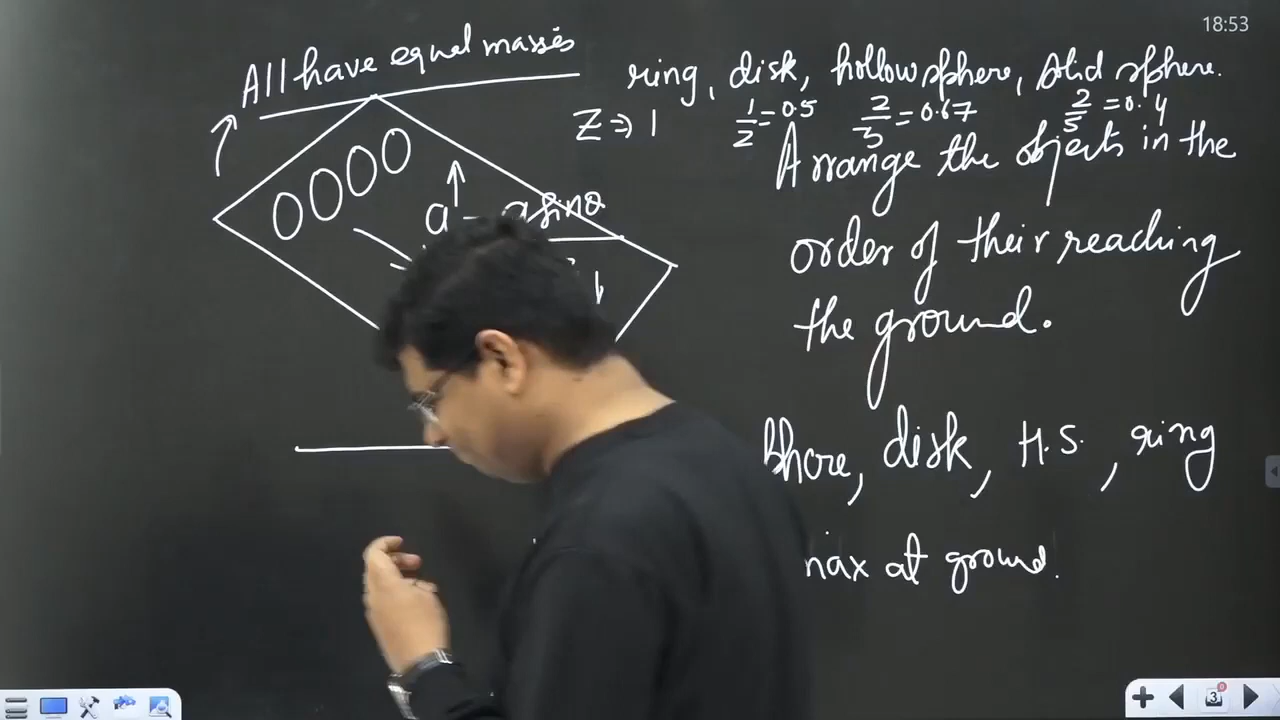 18:53
All have equal masses
ring, disk, hollow sphere, solid sphere.
Z ⇒ 1 1/2 = 0.5 2/3 = 0.67 2/5 = 0.4
Arrange the objects in the
a = g sinθ
order of their reaching
the ground.
disk, H.S., ring
at ground.
3